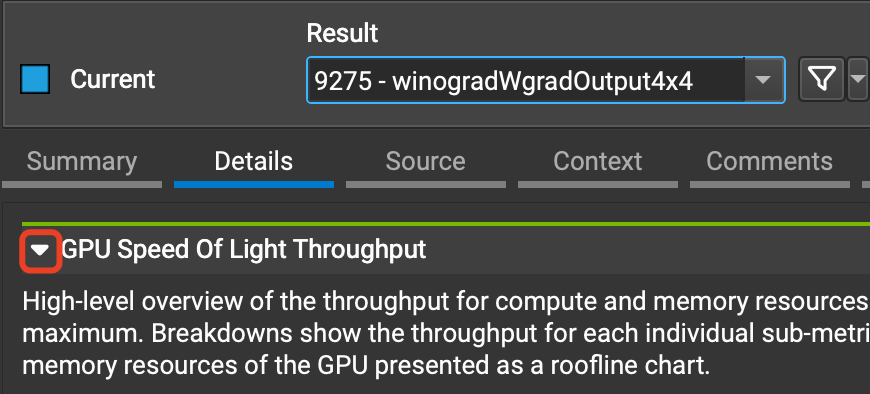 Result
Current
9275 - winogradWgradOutput4x4
Summary
Details
Source
Context
Comments
GPU Speed Of Light Throughput
High-level overview of the throughput for compute and memory resources
maximum. Breakdowns show the throughput for each individual sub-metri
memory resources of the GPU presented as a roofline chart.